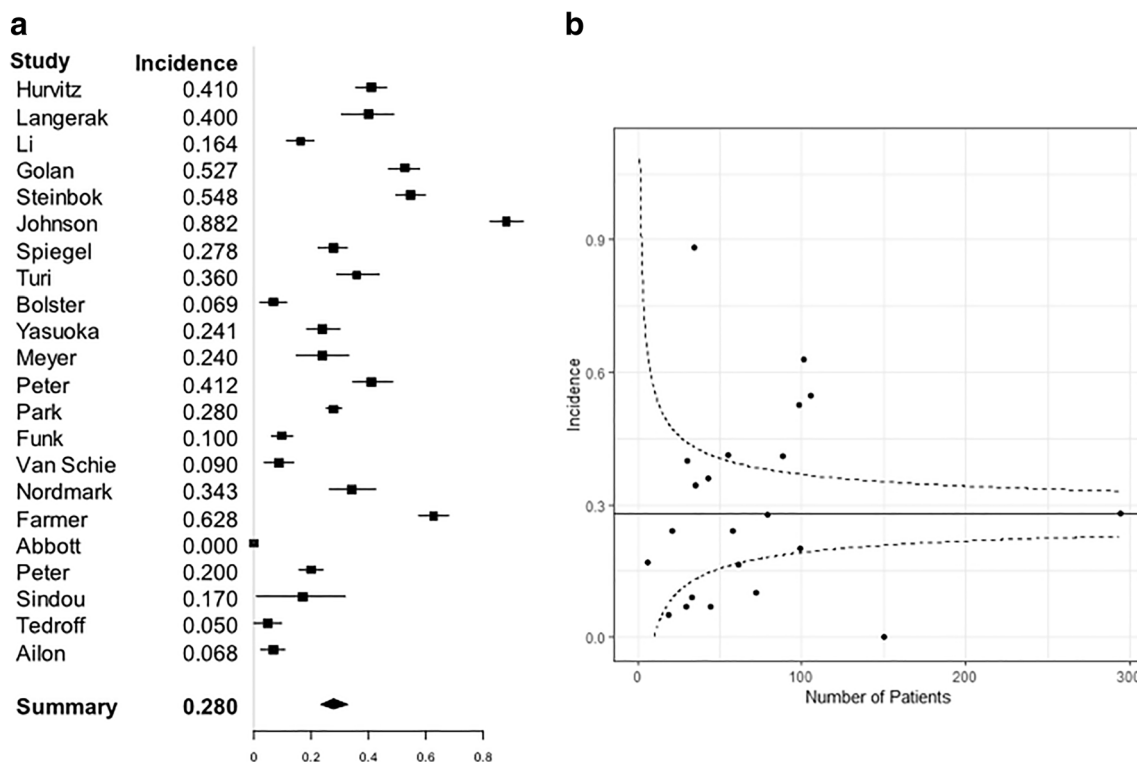 a
Study Incidence
Hurvitz 0.410
Langerak 0.400
Li 0.164
Golan 0.527
Steinbok 0.548
Johnson 0.882
Spiegel 0.278
Turi 0.360
Bolster 0.069
Yasuoka 0.241
Meyer 0.240
Peter 0.412
Park 0.280
Funk 0.100
Van Schie 0.090
Nordmark 0.343
Farmer 0.628
Abbott 0.000
Peter 0.200
Sindou 0.170
Tedroff 0.050
Ailon 0.068
Summary 0.280
0 0.2 0.4 0.6 0.8
b
Incidence
0.9
0.6
0.3
0.0
0 100 200 300
Number of Patients